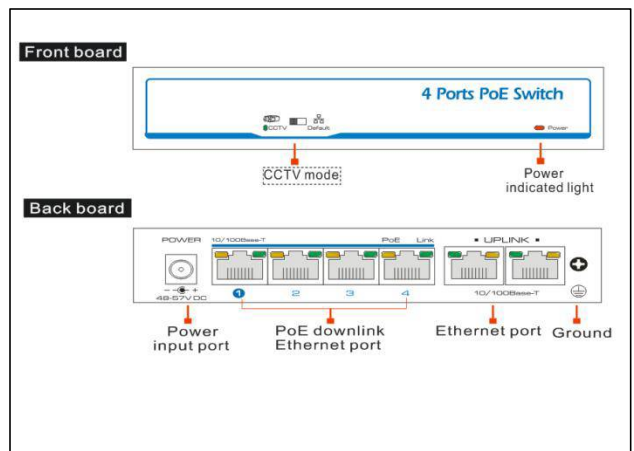 Front board
4 Ports PoE Switch
CCTV Default
Power
CCTV mode
Power
indicated light
Back board
POWER 10/100Base-T PoE Link • UPLINK •
48-57V DC
1 2 3 4 10/100Base-T
Power
input port
PoE downlink
Ethernet port
Ethernet port
Ground